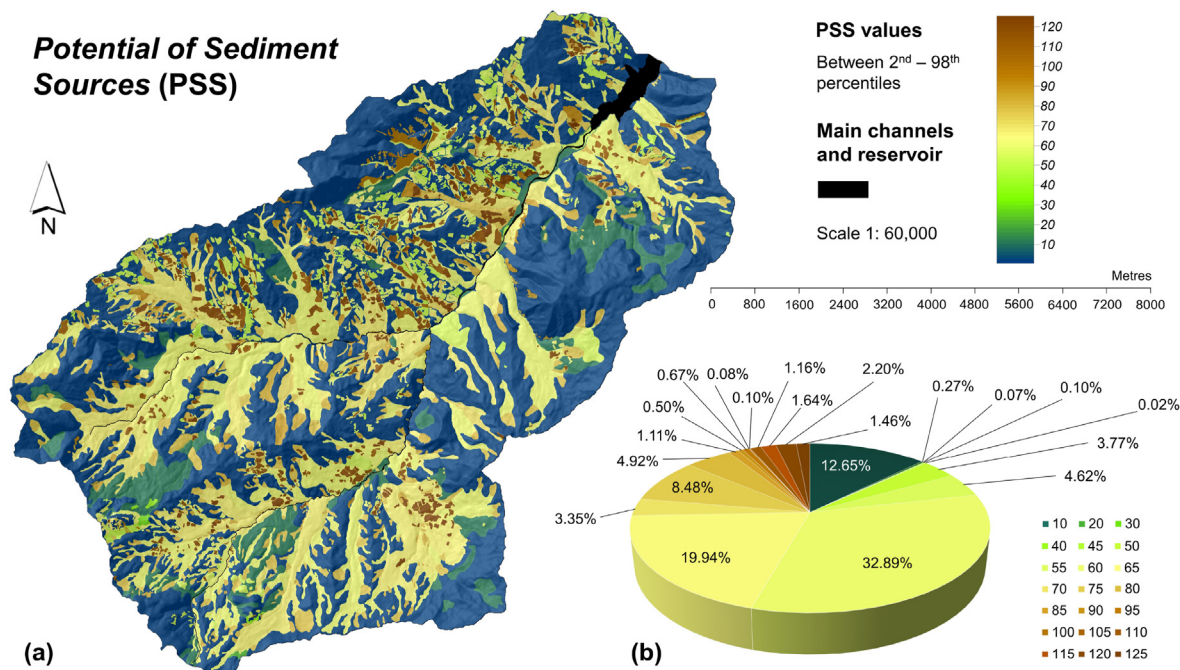 Potential of Sediment
Sources (PSS)
N
(a)
PSS values
Between 2nd – 98th
percentiles
Main channels
and reservoir
Scale 1: 60,000
120
110
100
90
80
70
60
50
40
30
20
10
Metres
0 800 1600 2400 3200 4000 4800 5600 6400 7200 8000
0.67% 0.08% 1.16% 2.20%
0.50% 0.10% 1.64% 0.27% 0.07% 0.10%
1.11% 1.46% 0.02%
4.92% 12.65% 3.77%
8.48% 4.62%
3.35%
19.94% 32.89%
10 20 30
40 45 50
55 60 65
70 75 80
85 90 95
100 105 110
115 120 125
(b)